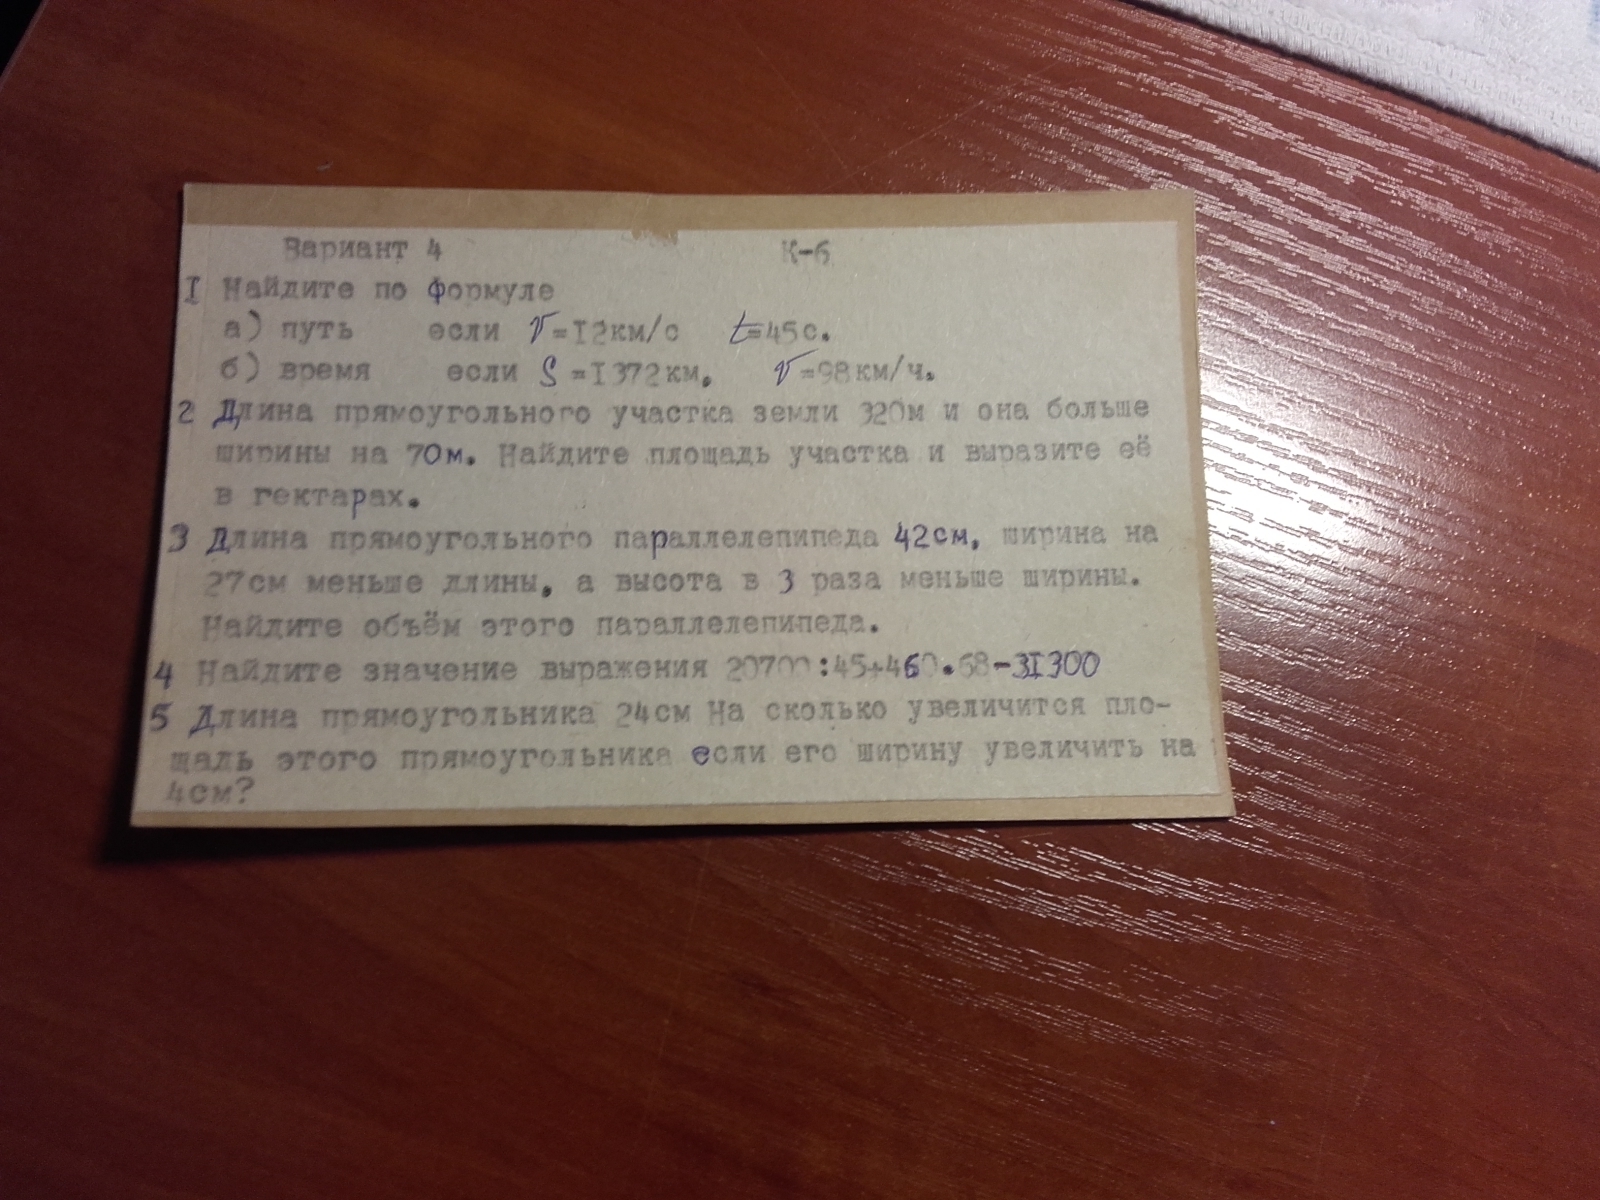 Вариант 4 К-6
I Найдите по формуле
а) путь если v=I2км/с t=45с.
б) время если S=I372км. v=98км/ч.
2 Длина прямоугольного участка земли 320м и она больше
ширины на 70м. Найдите площадь участка и выразите её
в гектарах.
3 Длина прямоугольного параллелепипеда 42см, ширина на
27см меньше длины, а высота в 3 раза меньше ширины.
Найдите объём этого параллелепипеда.
4 Найдите значение выражения 20700:45+460.68-3I300
5 Длина прямоугольника 24см На сколько увеличится пло-
щадь этого прямоугольника если его ширину увеличить на
4см?